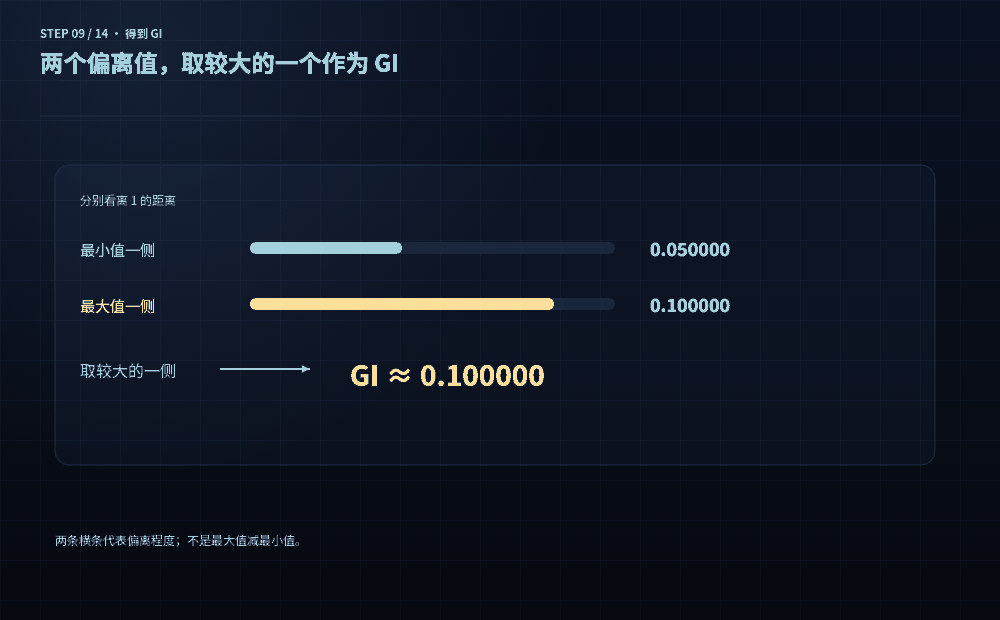 STEP 09 / 14 · 得到 GI
两个偏离值，取较大的一个作为 GI
分别看离 1 的距离
最小值一侧
0.050000
最大值一侧
0.100000
取较大的一侧
GI ≈ 0.100000
两条横条代表偏离程度；不是最大值减最小值。